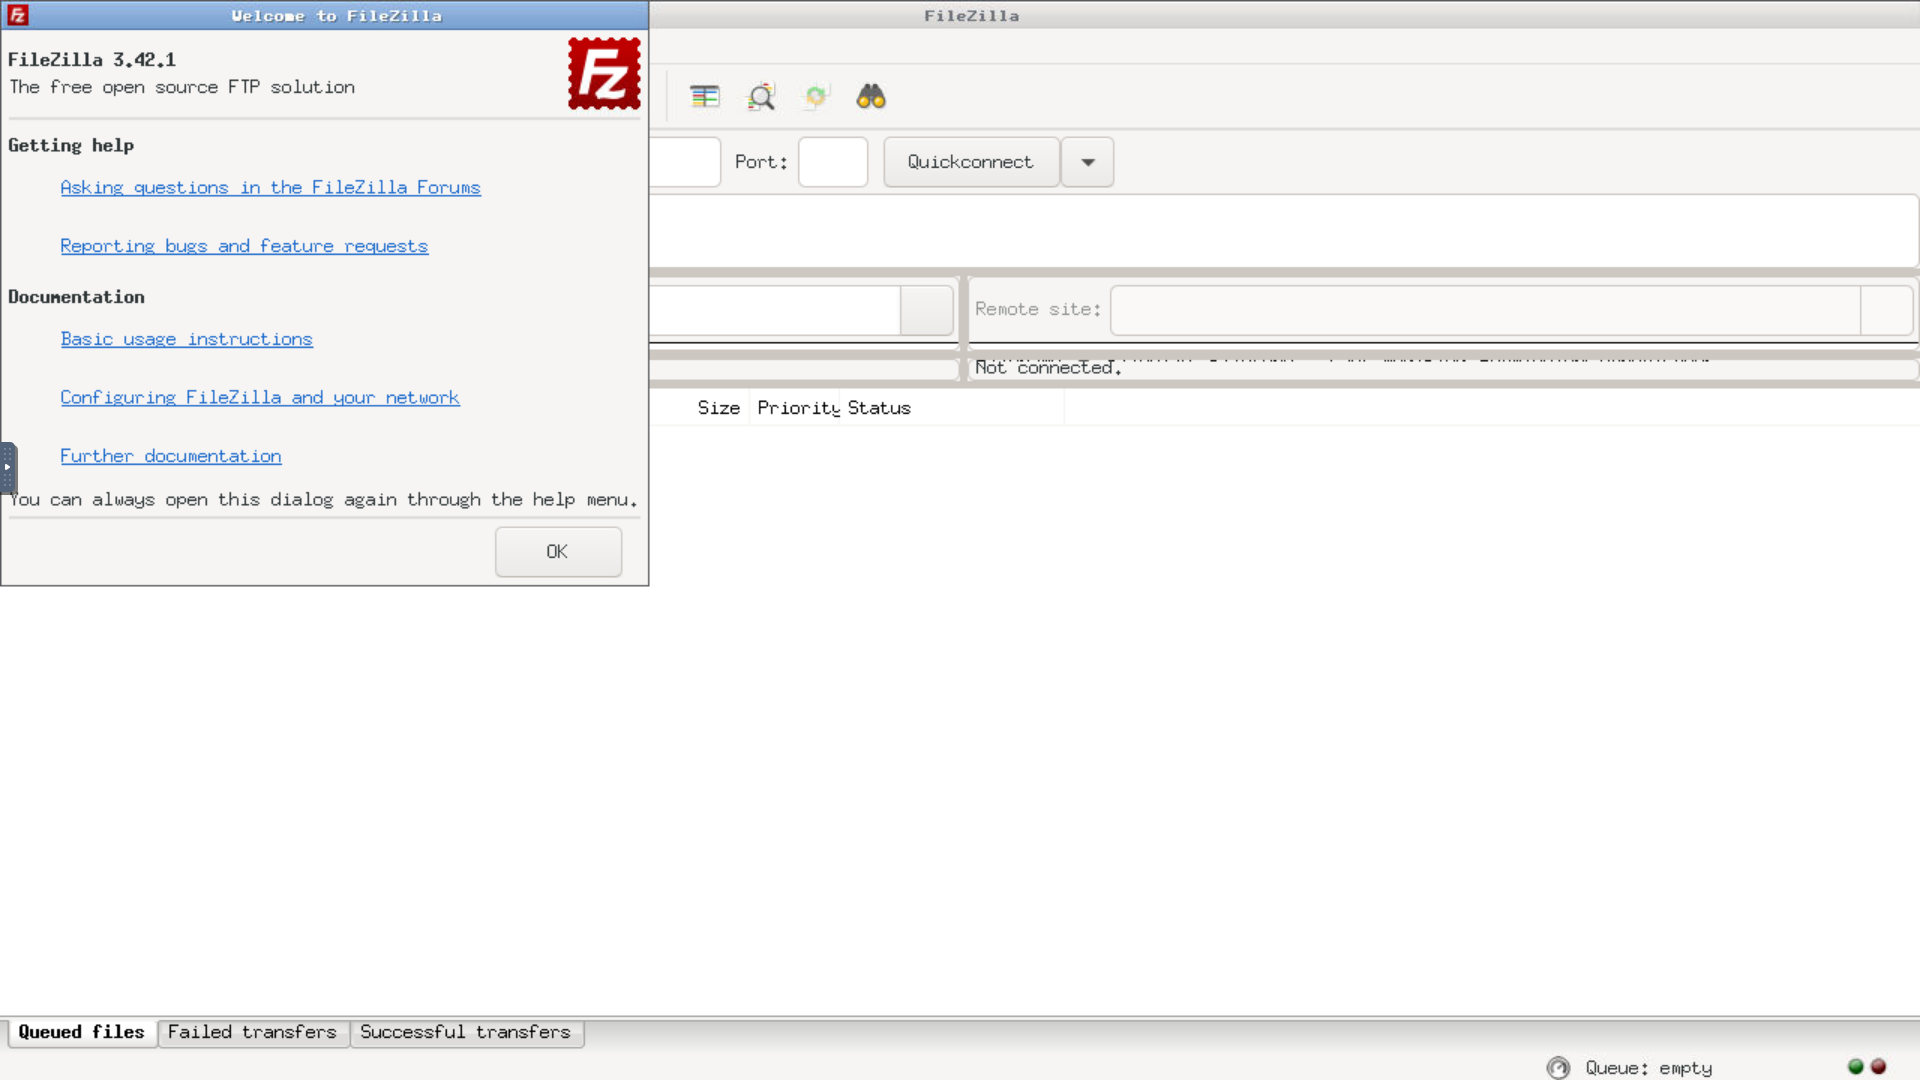 Welcome to FileZilla
FileZilla
FileZilla 3.42.1
The free open source FTP solution
Getting help
Asking questions in the FileZilla Forums
Reporting bugs and feature requests
Documentation
Basic usage instructions
Configuring FileZilla and your network
Further documentation
You can always open this dialog again through the help menu.
OK
Port:
Quickconnect
Remote site:
Not connected.
Size Priority Status
Queued files Failed transfers Successful transfers
Queue: empty